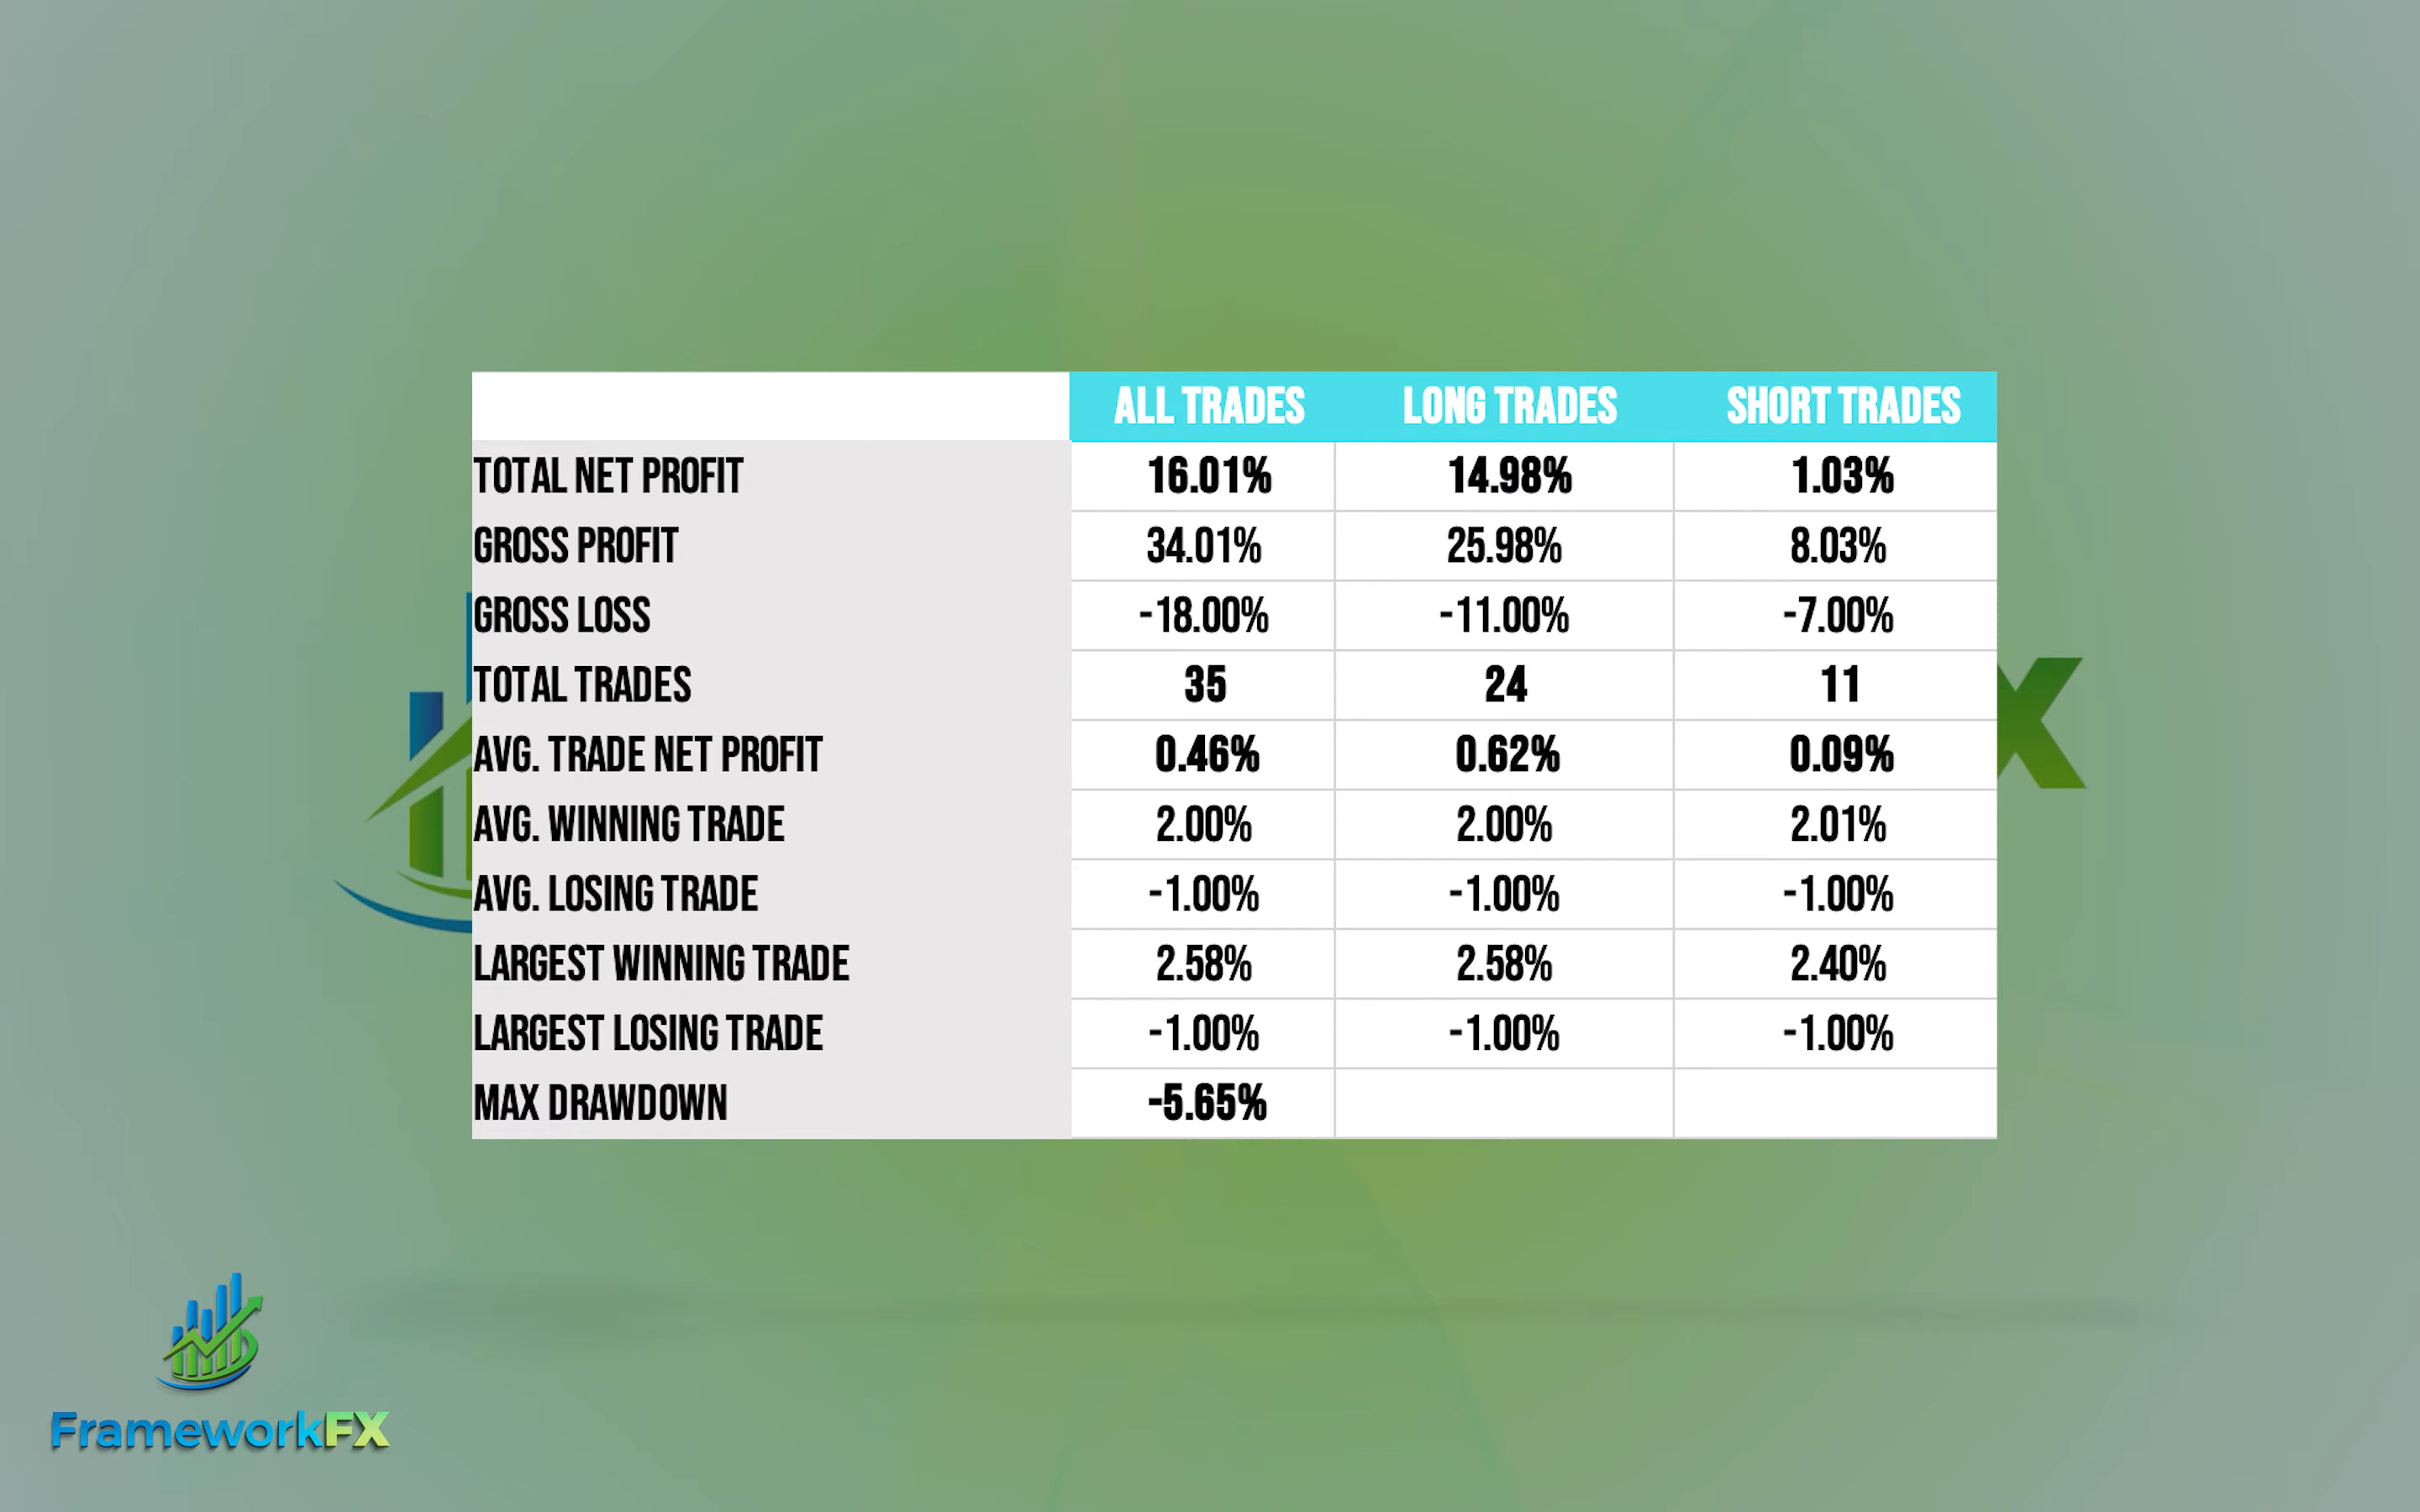 ALL TRADES LONG TRADES SHORT TRADES
TOTAL NET PROFIT 16.01% 14.98% 1.03%
GROSS PROFIT 34.01% 25.98% 8.03%
GROSS LOSS -18.00% -11.00% -7.00%
TOTAL TRADES 35 24 11
AVG. TRADE NET PROFIT 0.46% 0.62% 0.09%
AVG. WINNING TRADE 2.00% 2.00% 2.01%
AVG. LOSING TRADE -1.00% -1.00% -1.00%
LARGEST WINNING TRADE 2.58% 2.58% 2.40%
LARGEST LOSING TRADE -1.00% -1.00% -1.00%
MAX DRAWDOWN -5.65%
X
FrameworkFX